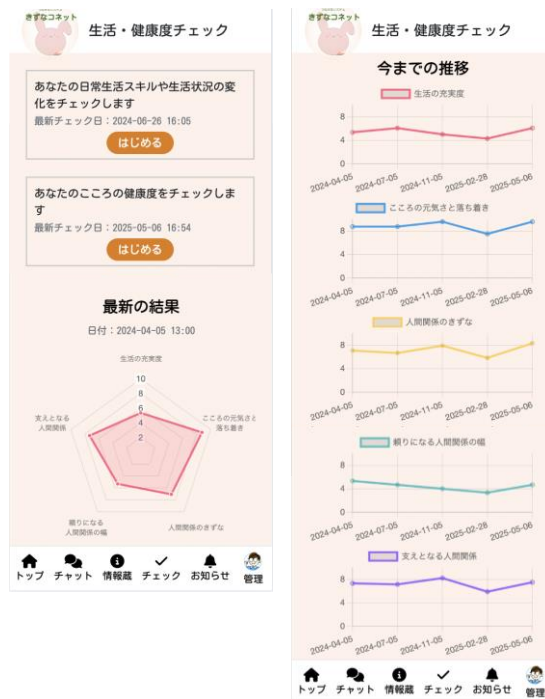 きずなコネット
生活・健康度チェック
あなたの日常生活スキルや生活状況の変
化をチェックします
最新チェック日：2024-06-26 16:05
はじめる
あなたのこころの健康度をチェックしま
す
最新チェック日：2025-05-06 16:54
はじめる
最新の結果
日付：2024-04-05 13:00
生活の充実度
10
8
6
4
2
こころの元気さと
落ち着き
人間関係のきずな
頼りになる
人間関係の幅
支えとなる
人間関係
トップ
チャット
情報蔵
チェック
お知らせ
管理
きずなコネット
生活・健康度チェック
今までの推移
生活の充実度
8
4
0
2024-04-05
2024-07-05
2024-11-05
2025-02-28
2025-05-06
こころの元気さと落ち着き
8
4
0
2024-04-05
2024-07-05
2024-11-05
2025-02-28
2025-05-06
人間関係のきずな
8
4
0
2024-04-05
2024-07-05
2024-11-05
2025-02-28
2025-05-06
頼りになる人間関係の幅
8
4
0
2024-04-05
2024-07-05
2024-11-05
2025-02-28
2025-05-06
支えとなる人間関係
8
4
0
2024-04-05
2024-07-05
2024-11-05
2025-02-28
2025-05-06
トップ
チャット
情報蔵
チェック
お知らせ
管理